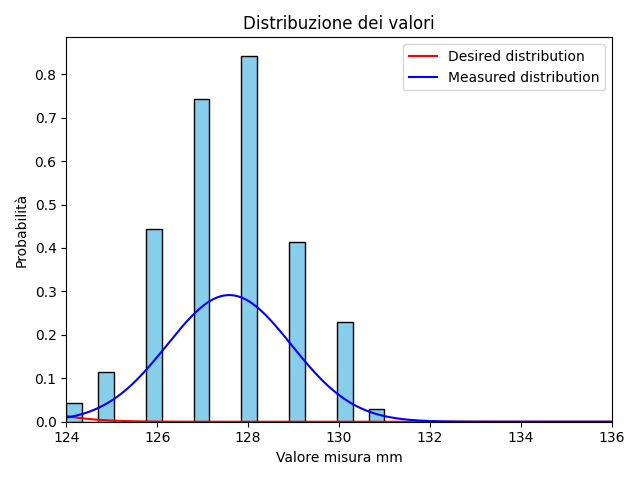 Distribuzione dei valori
Desired distribution
Measured distribution
Probabilità
0.8
0.7
0.6
0.5
0.4
0.3
0.2
0.1
0.0
124 126 128 130 132 134 136
Valore misura mm